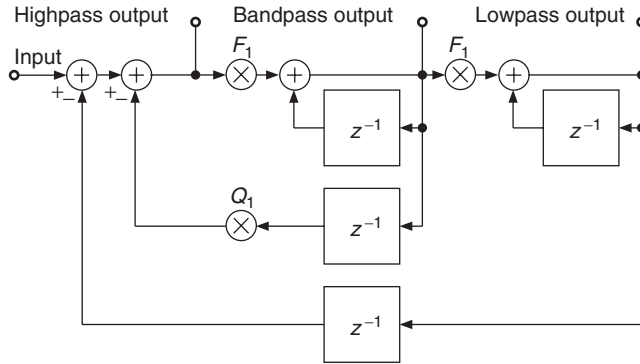 Highpass output Bandpass output Lowpass output
Input F₁ F₁
+ + + +
+ − + −
× ×
z⁻¹ z⁻¹
Q₁
× z⁻¹
z⁻¹